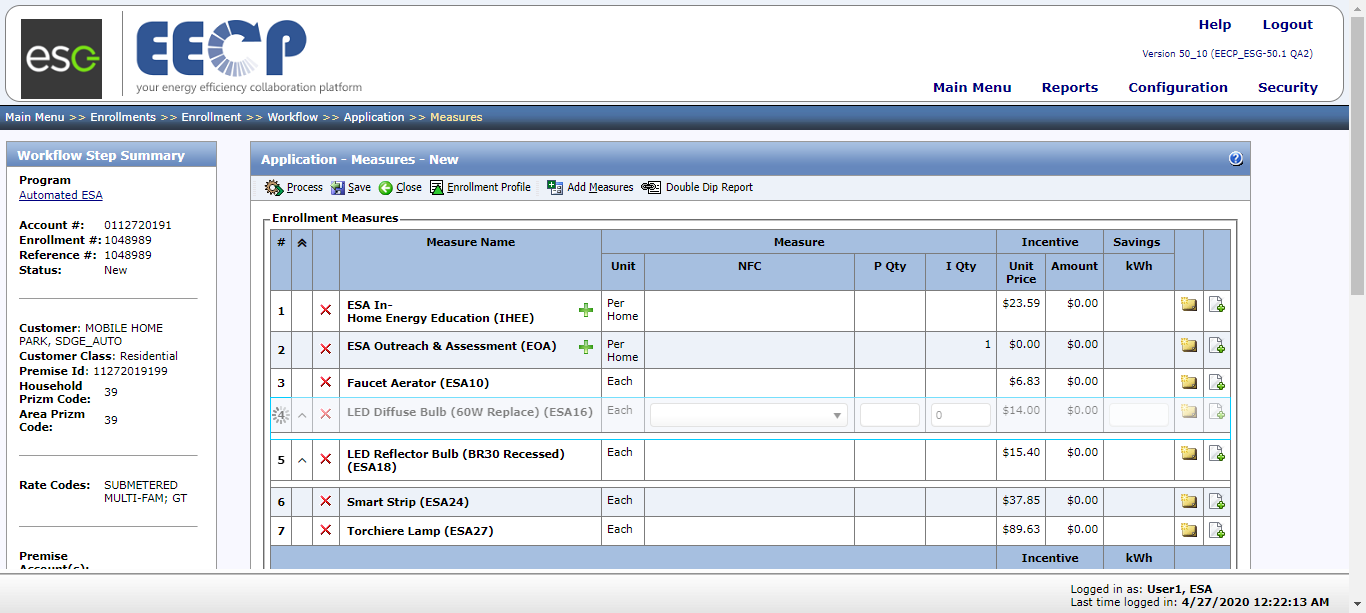 esg
EECP
your energy efficiency collaboration platform
Help Logout
Version 50_10 (EECP_ESG-50.1 QA2)
Main Menu Reports Configuration Security
Main Menu >> Enrollments >> Enrollment >> Workflow >> Application >> Measures
Workflow Step Summary
Program
Automated ESA
Account #: 0112720191
Enrollment #: 1048989
Reference #: 1048989
Status: New
Customer: MOBILE HOME
PARK, SDGE_AUTO
Customer Class: Residential
Premise Id: 11272019199
Household
Prizm Code: 39
Area Prizm
Code: 39
Rate Codes: SUBMETERED
MULTI-FAM; GT
Premise
Account(s):
Application - Measures - New
Process Save Close Enrollment Profile Add Measures Double Dip Report
Enrollment Measures
# Measure Name Measure Incentive Savings
Unit NFC P Qty I Qty Unit Price Amount kWh
1 ESA In-
Home Energy Education (IHEE) Per Home $23.59 $0.00
2 ESA Outreach & Assessment (EOA) Per Home 1 $0.00 $0.00
3 Faucet Aerator (ESA10) Each $6.83 $0.00
4 LED Diffuse Bulb (60W Replace) (ESA16) Each 0 $14.00 $0.00
5 LED Reflector Bulb (BR30 Recessed)
(ESA18) Each $15.40 $0.00
6 Smart Strip (ESA24) Each $37.85 $0.00
7 Torchiere Lamp (ESA27) Each $89.63 $0.00
Incentive kWh
Logged in as: User1, ESA
Last time logged in: 4/27/2020 12:22:13 AM